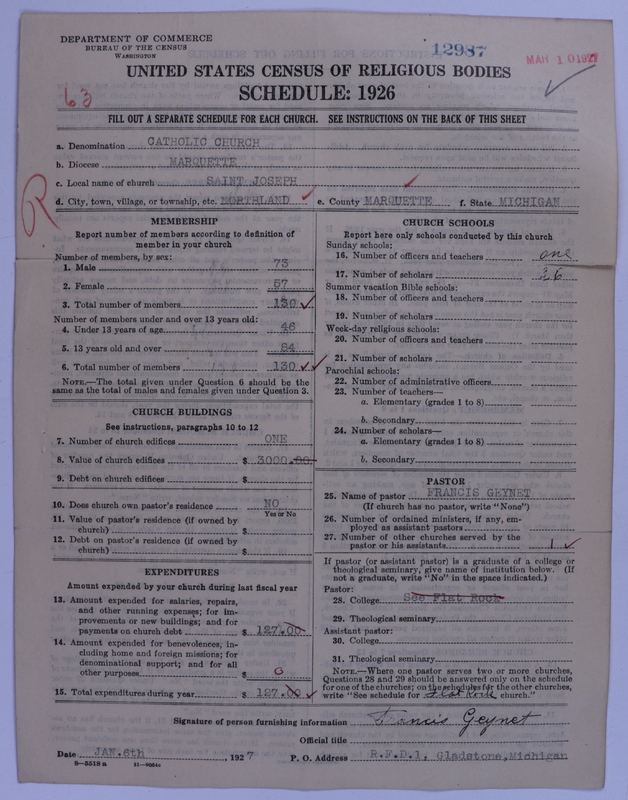 DEPARTMENT OF COMMERCE
BUREAU OF THE CENSUS
WASHINGTON
12987
MAR 10 1927
63
UNITED STATES CENSUS OF RELIGIOUS BODIES
SCHEDULE: 1926
FILL OUT A SEPARATE SCHEDULE FOR EACH CHURCH. SEE INSTRUCTIONS ON THE BACK OF THIS SHEET
a. Denomination CATHOLIC CHURCH
b. Diocese MARQUETTE
c. Local name of church SAINT JOSEPH
d. City, town, village, or township, etc. NORTHLAND e. County MARQUETTE f. State MICHIGAN
R
MEMBERSHIP
Report number of members according to definition of
member in your church
Number of members, by sex:
1. Male 73
2. Female 57
3. Total number of members 130
Number of members under and over 13 years old:
4. Under 13 years of age 46
5. 13 years old and over 84
6. Total number of members 130
NOTE.—The total given under Question 6 should be the
same as the total of males and females given under Question 3.
CHURCH BUILDINGS
See instructions, paragraphs 10 to 12
7. Number of church edifices ONE
8. Value of church edifices $ 3000.00
9. Debt on church edifices $
10. Does church own pastor's residence NO
Yes or No
11. Value of pastor's residence (if owned by
church) $
12. Debt on pastor's residence (if owned by
church) $
EXPENDITURES
Amount expended by your church during last fiscal year
13. Amount expended for salaries, repairs,
and other running expenses; for im-
provements or new buildings; and for
payments on church debt $ 127.00
14. Amount expended for benevolences, in-
cluding home and foreign missions; for
denominational support; and for all
other purposes $ 0
15. Total expenditures during year $ 127.00
CHURCH SCHOOLS
Report here only schools conducted by this church
Sunday schools:
16. Number of officers and teachers one
17. Number of scholars 26
Summer vacation Bible schools:
18. Number of officers and teachers
19. Number of scholars
Week-day religious schools:
20. Number of officers and teachers
21. Number of scholars
Parochial schools:
22. Number of administrative officers
23. Number of teachers—
a. Elementary (grades 1 to 8)
b. Secondary
24. Number of scholars—
a. Elementary (grades 1 to 8)
b. Secondary
PASTOR
25. Name of pastor FRANCIS GEYNET
(If church has no pastor, write "None")
26. Number of ordained ministers, if any, em-
ployed as assistant pastors
27. Number of other churches served by the
pastor or his assistants 1
If pastor (or assistant pastor) is a graduate of a college or
theological seminary, give name of institution below. (If
not a graduate, write "No" in the space indicated.)
Pastor:
28. College See Flat Rock
29. Theological seminary
Assistant pastor:
30. College
31. Theological seminary
NOTE.—Where one pastor serves two or more churches,
Questions 28 and 29 should be answered only on the schedule
for one of the churches; on the schedules for the other churches,
write "See schedule for Flat Rock church."
Signature of person furnishing information Francis Geynet
Official title
Date JAN. 6th, 1927 P. O. Address R.F.D.1, Gladstone, Michigan
8—5518 a